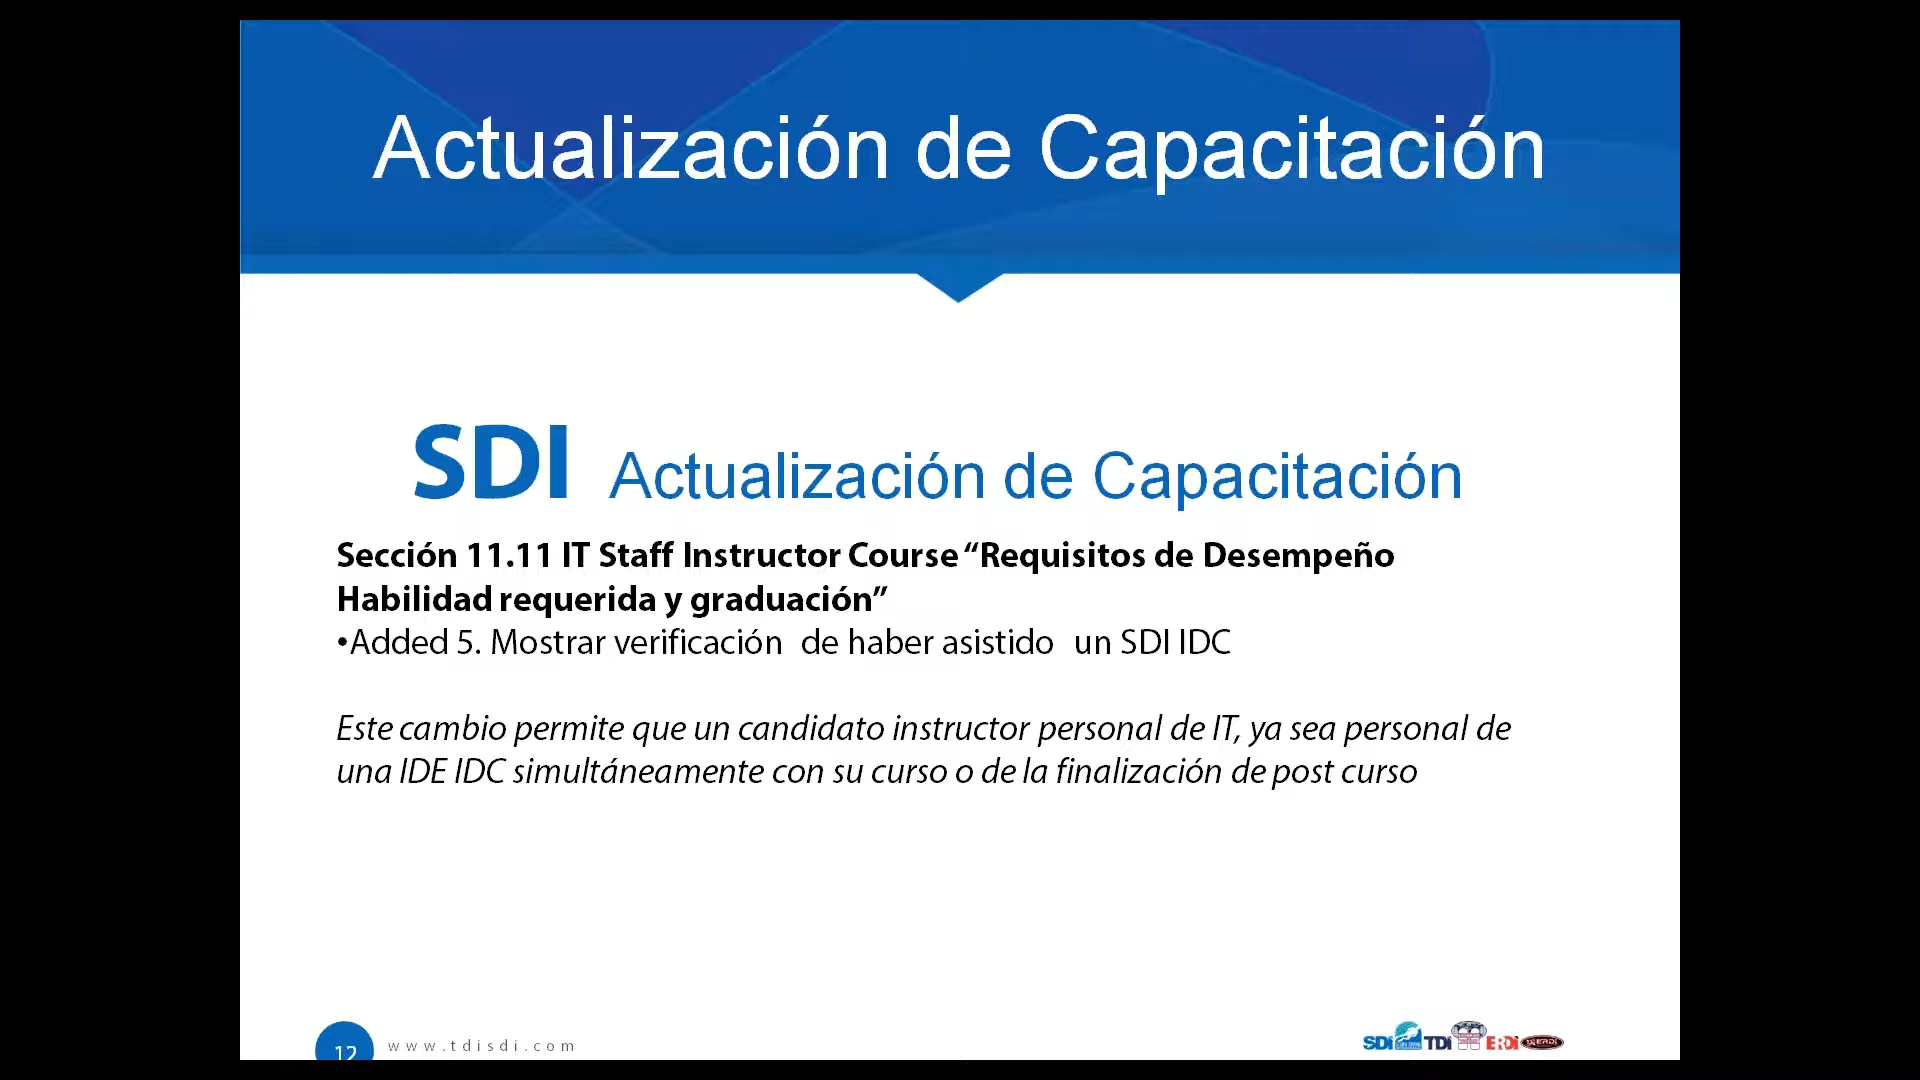 Actualización de Capacitación
SDI Actualización de Capacitación
Sección 11.11 IT Staff Instructor Course “Requisitos de Desempeño
Habilidad requerida y graduación”
•Added 5. Mostrar verificación de haber asistido un SDI IDC
Este cambio permite que un candidato instructor personal de IT, ya sea personal de
una IDE IDC simultáneamente con su curso o de la finalización de post curso
12 www.tdisdi.com
SDI TDI ERDI ERDI